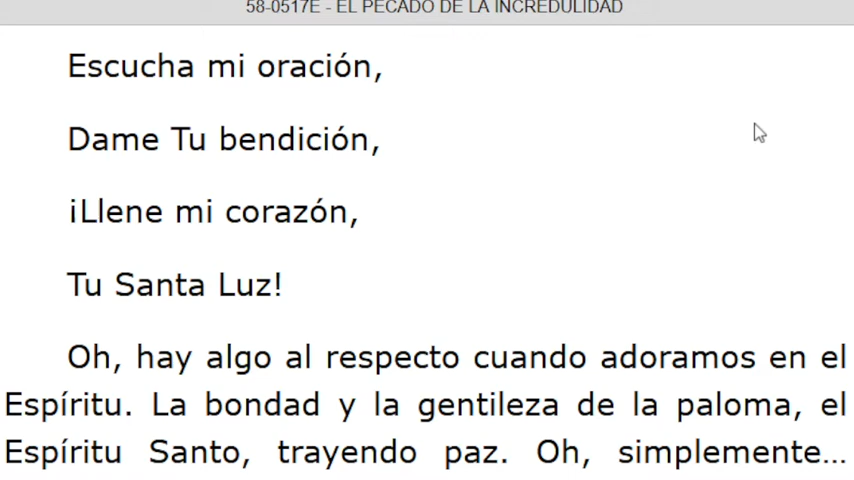 58-0517E - EL PECADO DE LA INCREDULIDAD
Escucha mi oración,
Dame Tu bendición,
¡Llene mi corazón,
Tu Santa Luz!
Oh, hay algo al respecto cuando adoramos en el
Espíritu. La bondad y la gentileza de la paloma, el
Espíritu Santo, trayendo paz. Oh, simplemente…